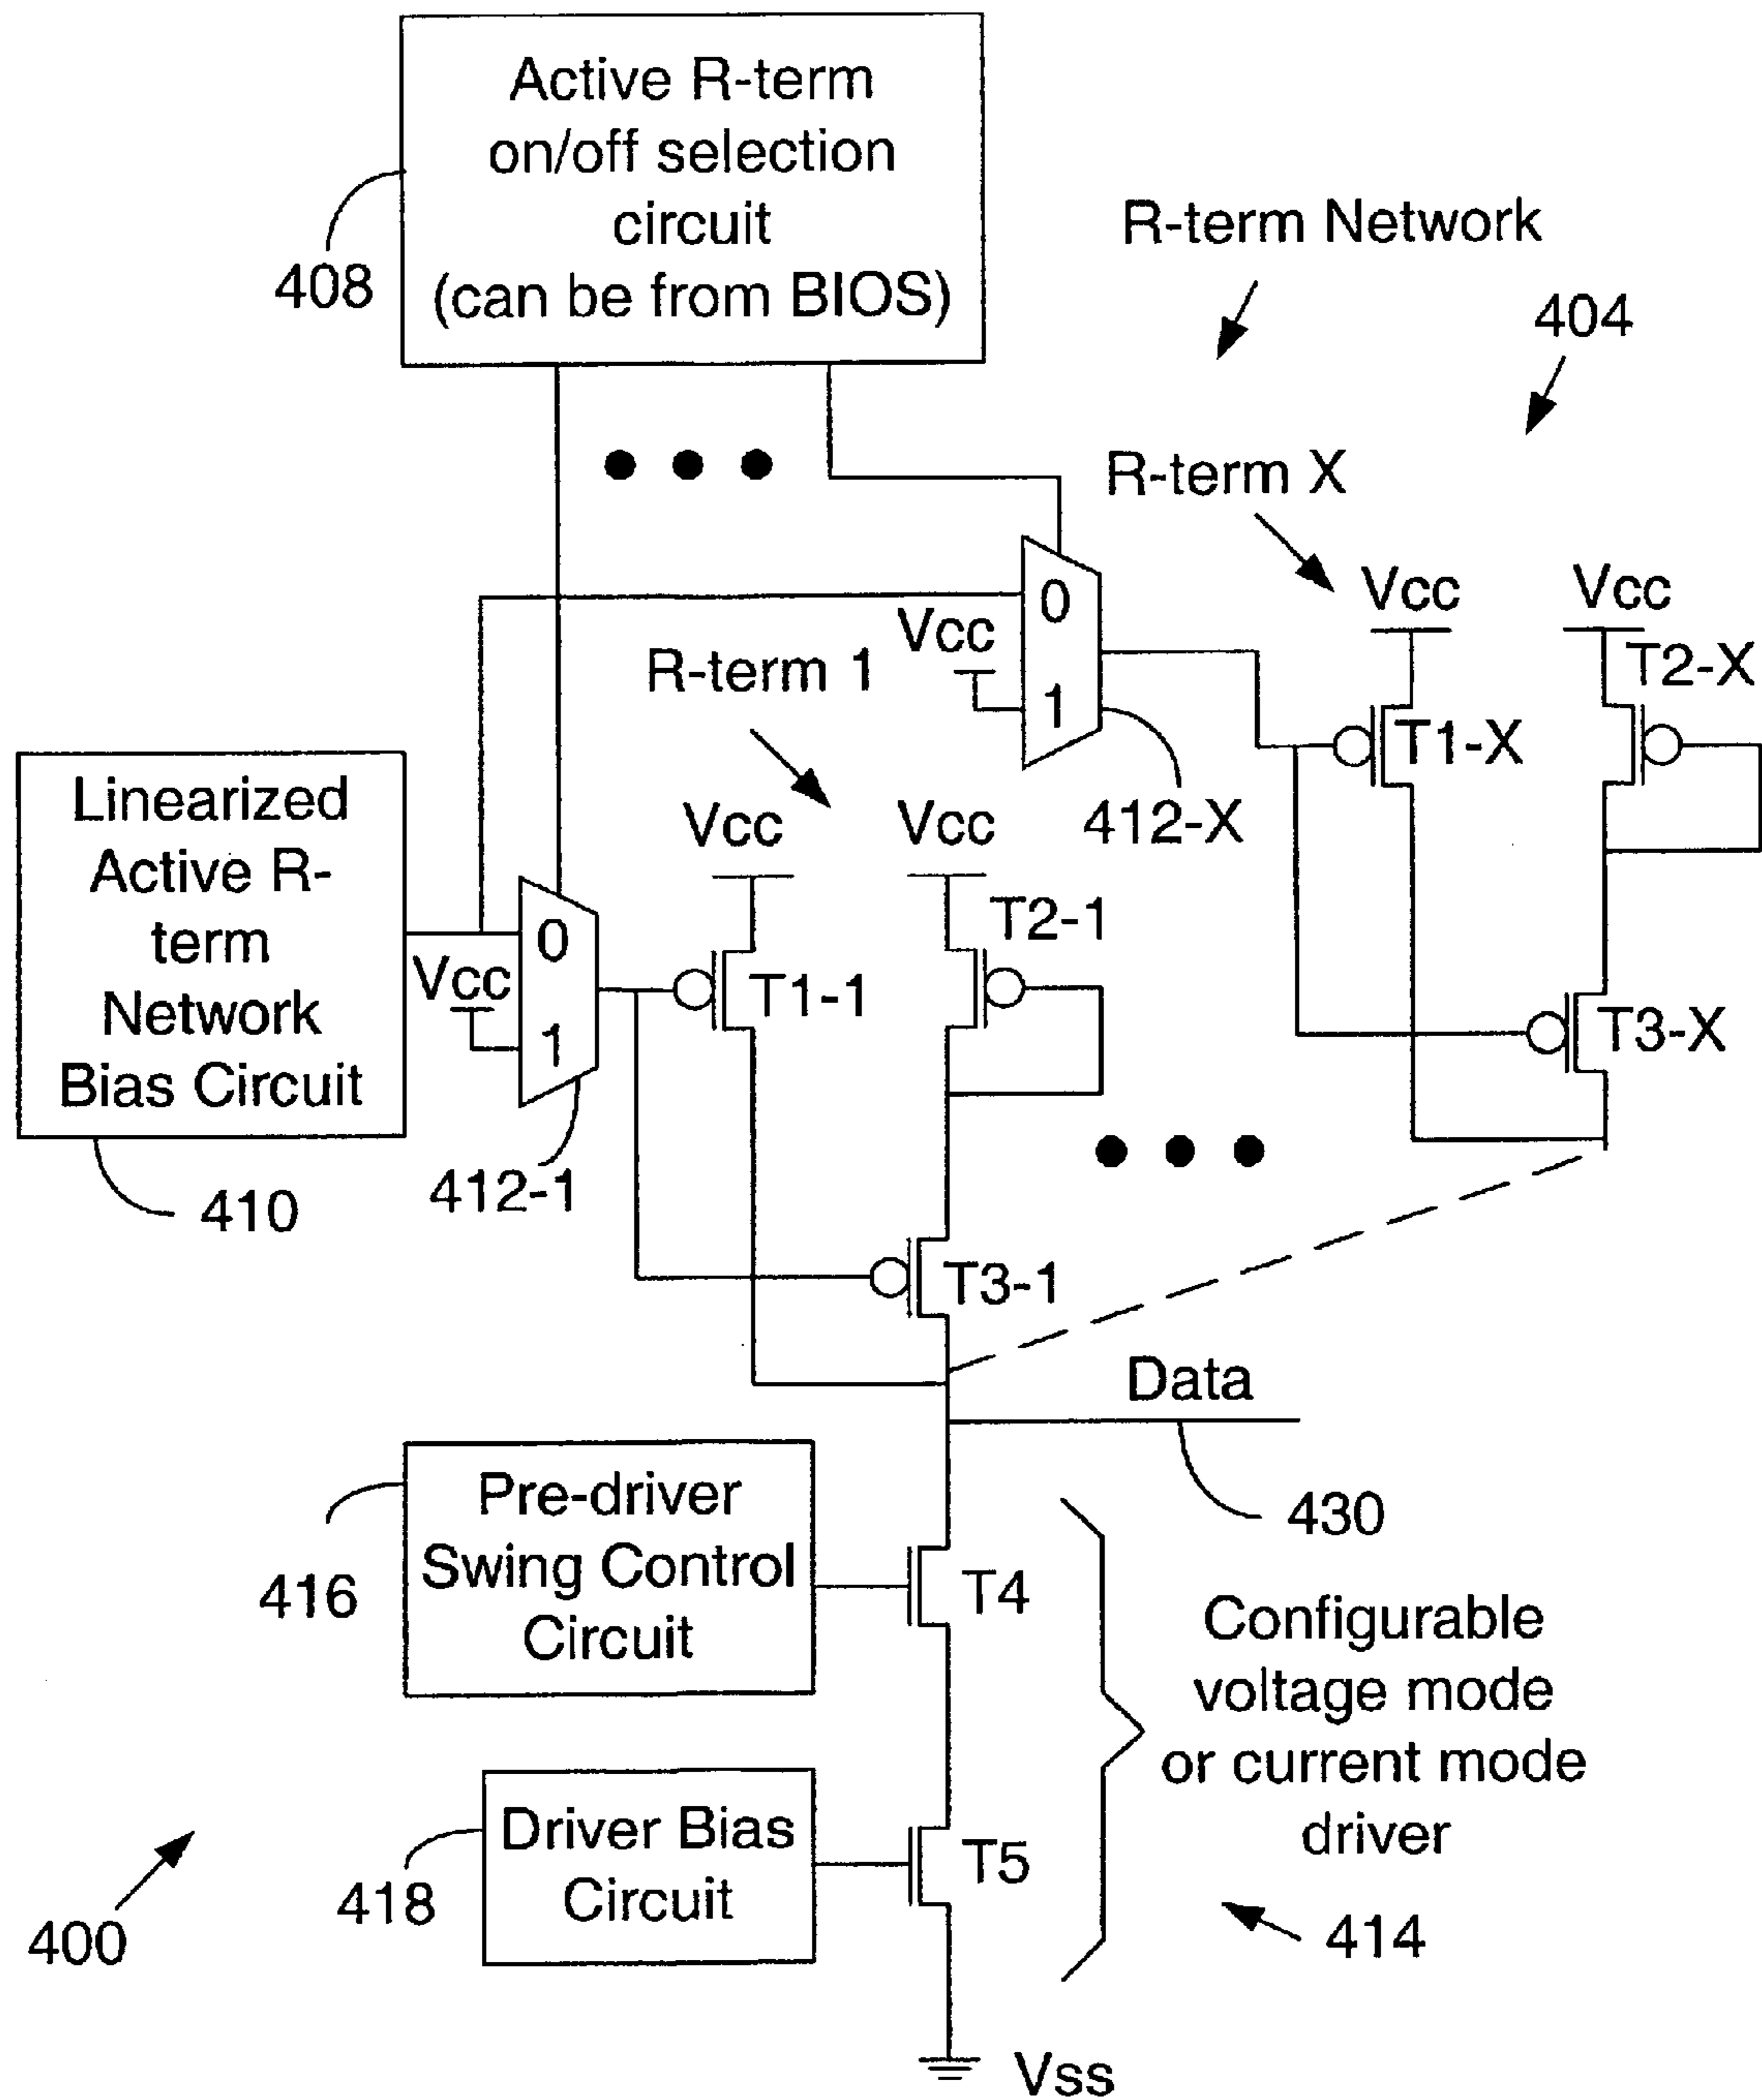 Active R-term
on/off selection
circuit
(can be from BIOS)
408
R-term Network
404
R-term X
Vcc
Vcc
0
Vcc
1
T2-X
T1-X
412-X
T3-X
R-term 1
Linearized
Active R-
term
Network
Bias Circuit
410
Vcc
Vcc
0
Vcc
1
412-1
T2-1
T1-1
T3-1
Data
430
Pre-driver
Swing Control
Circuit
416
T4
Configurable
voltage mode
or current mode
driver
414
Driver Bias
Circuit
418
T5
400
Vss